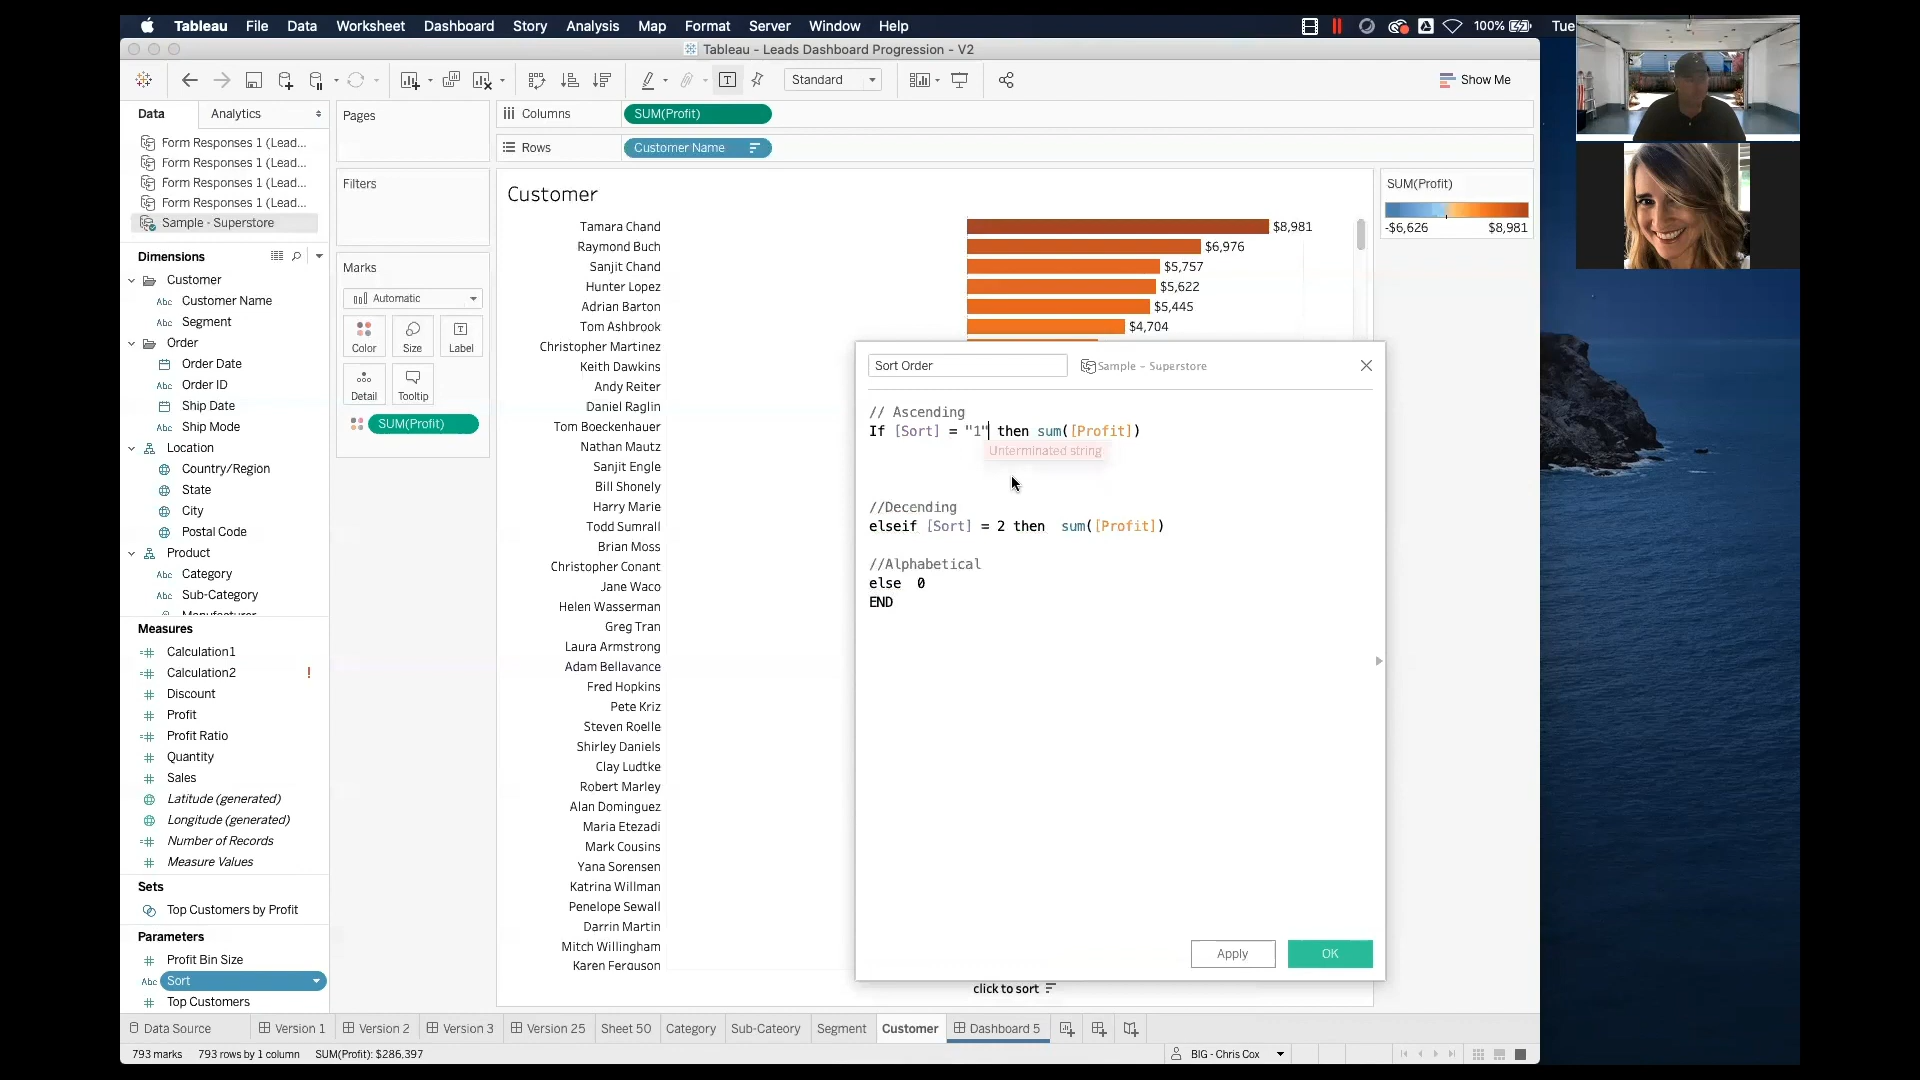 Tableau File Data Worksheet Dashboard Story Analysis Map Format Server Window Help 100% Tue
Tableau - Leads Dashboard Progression - V2
Standard Show Me
Data Analytics
Form Responses 1 (Lead...
Form Responses 1 (Lead...
Form Responses 1 (Lead...
Form Responses 1 (Lead...
Sample - Superstore
Dimensions
Customer
Abc Customer Name
Abc Segment
Order
Order Date
Abc Order ID
Ship Date
Abc Ship Mode
Location
Country/Region
State
City
Postal Code
Product
Abc Category
Abc Sub-Category
Manufacturer
Measures
Calculation1
Calculation2 !
Discount
Profit
Profit Ratio
Quantity
Sales
Latitude (generated)
Longitude (generated)
Number of Records
Measure Values
Sets
Top Customers by Profit
Parameters
Profit Bin Size
Abc Sort
Top Customers
Pages
Filters
Marks
Automatic
Color Size Label
Detail Tooltip
SUM(Profit)
Columns SUM(Profit)
Rows Customer Name
Customer
Tamara Chand $8,981
Raymond Buch $6,976
Sanjit Chand $5,757
Hunter Lopez $5,622
Adrian Barton $5,445
Tom Ashbrook $4,704
Christopher Martinez
Keith Dawkins
Andy Reiter
Daniel Raglin
Tom Boeckenhauer
Nathan Mautz
Sanjit Engle
Bill Shonely
Harry Marie
Todd Sumrall
Brian Moss
Christopher Conant
Jane Waco
Helen Wasserman
Greg Tran
Laura Armstrong
Adam Bellavance
Fred Hopkins
Pete Kriz
Steven Roelle
Shirley Daniels
Clay Ludtke
Robert Marley
Alan Dominguez
Maria Etezadi
Mark Cousins
Yana Sorensen
Katrina Willman
Penelope Sewall
Darrin Martin
Mitch Willingham
Karen Ferguson
SUM(Profit)
-$6,626 $8,981
Sort Order Sample - Superstore
// Ascending
If [Sort] = "1" then sum([Profit])
Unterminated string
//Decending
elseif [Sort] = 2 then sum([Profit])
//Alphabetical
else 0
END
Apply OK
click to sort
Data Source Version 1 Version 2 Version 3 Version 25 Sheet 50 Category Sub-Cateory Segment Customer Dashboard 5
793 marks 793 rows by 1 column SUM(Profit): $286,397 BIG - Chris Cox